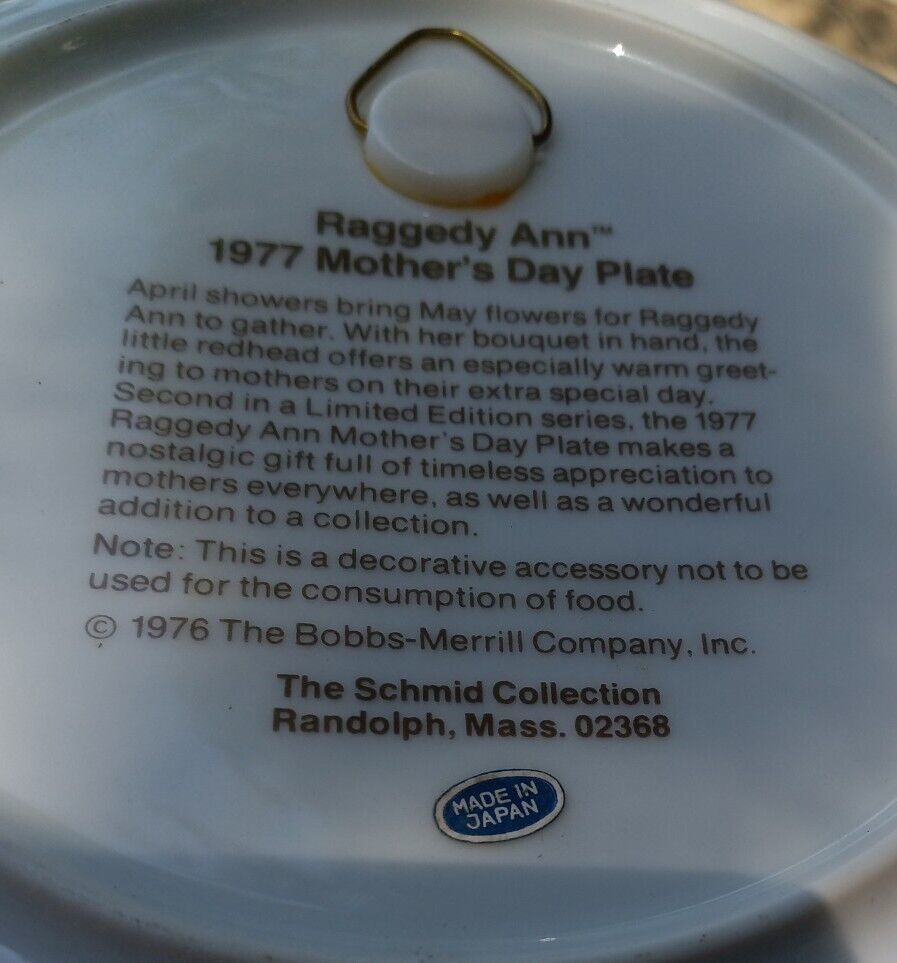 Raggedy Ann™
1977 Mother's Day Plate
April showers bring May flowers for Raggedy
Ann to gather. With her bouquet in hand, the
little redhead offers an especially warm greet-
ing to mothers on their extra special day.
Second in a Limited Edition series, the 1977
Raggedy Ann Mother's Day Plate makes a
nostalgic gift full of timeless appreciation to
mothers everywhere, as well as a wonderful
addition to a collection.
Note: This is a decorative accessory not to be
used for the consumption of food.
© 1976 The Bobbs-Merrill Company, Inc.
The Schmid Collection
Randolph, Mass. 02368
MADE IN
JAPAN